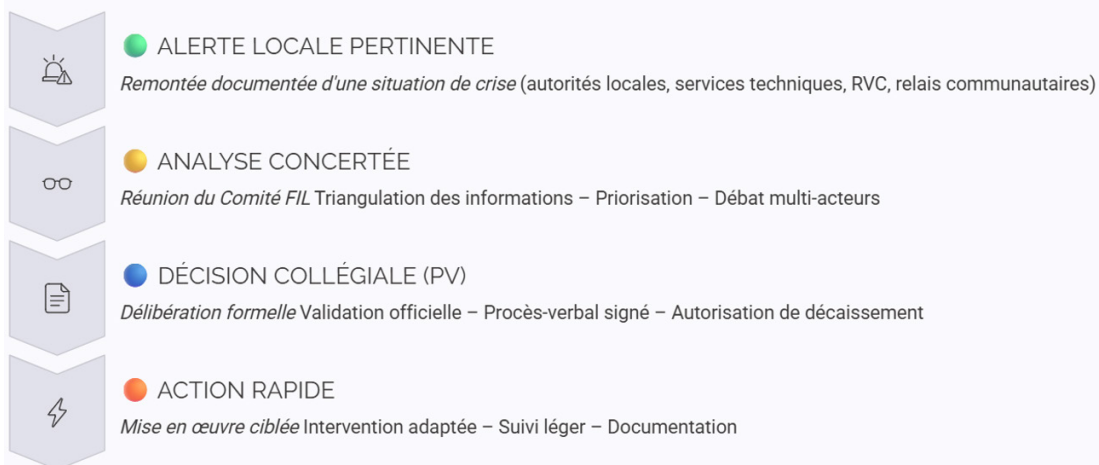 ALERTE LOCALE PERTINENTE
Remontée documentée d'une situation de crise (autorités locales, services techniques, RVC, relais communautaires)
ANALYSE CONCERTÉE
Réunion du Comité FIL Triangulation des informations – Priorisation – Débat multi-acteurs
DÉCISION COLLÉGIALE (PV)
Délibération formelle Validation officielle – Procès-verbal signé – Autorisation de décaissement
ACTION RAPIDE
Mise en œuvre ciblée Intervention adaptée – Suivi léger – Documentation